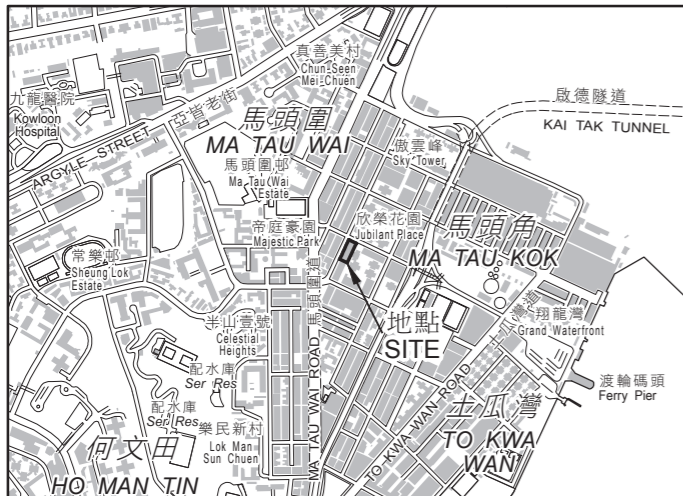 真善美村
Chun Seen
Mei Chuen
九龍醫院
Kowloon
Hospital
亞皆老街
ARGYLE STREET
馬頭圍
MA TAU WAI
啟德隧道
KAI TAK TUNNEL
傲雲峰
Sky Tower
馬頭圍邨
Ma Tau Wai
Estate
帝庭豪園
Majestic Park
欣榮花園
Jubilant Place
馬頭角
MA TAU KOK
常樂邨
Sheung Lok
Estate
馬頭圍道
MA TAU WAI ROAD
地點
SITE
灣道
翔龍灣
Grand Waterfront
半山壹號
Celestial
Heights
配水庫
Ser Res
渡輪碼頭
Ferry Pier
配水庫
Ser Res
樂民新村
Lok Man
Sun Chuen
TO KWA WAN ROAD
土瓜灣
TO KWA
WAN
何文田
HO MAN TIN